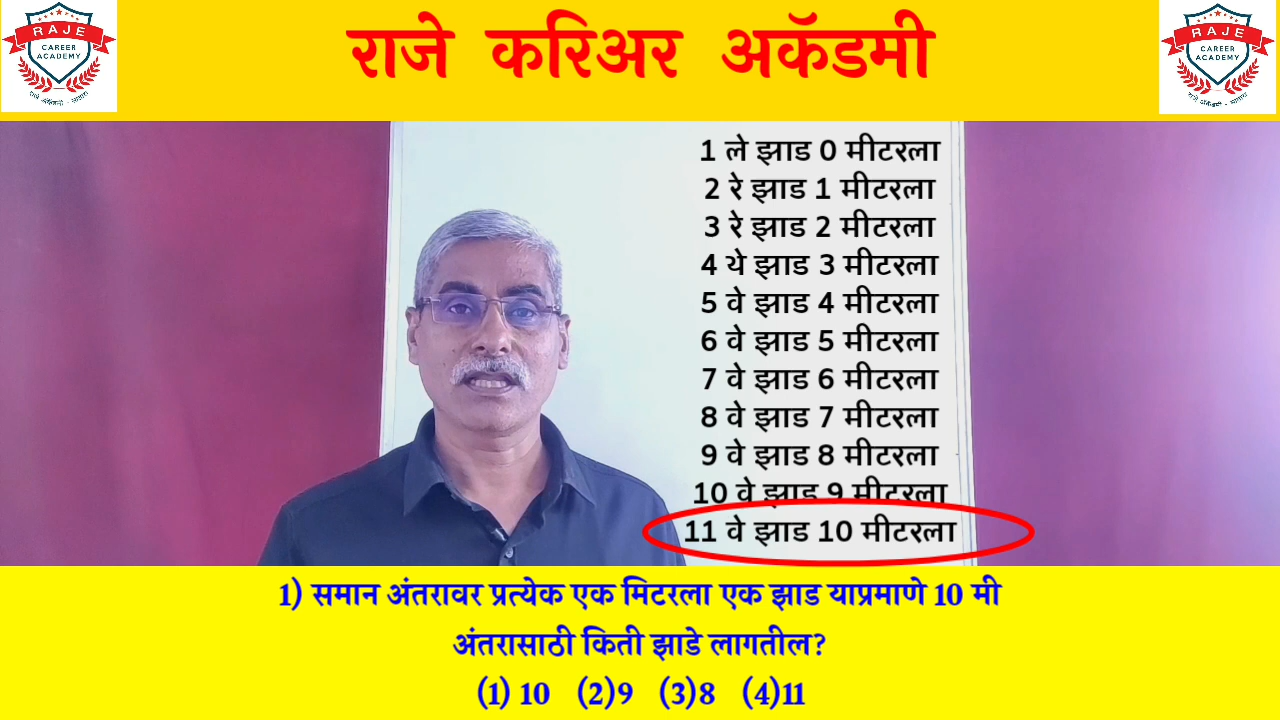 RAJE
CAREER
ACADEMY
राजे करिअर अकॅडमी
RAJE
CAREER
ACADEMY
1 ले झाड 0 मीटरला
2 रे झाड 1 मीटरला
3 रे झाड 2 मीटरला
4 थे झाड 3 मीटरला
5 वे झाड 4 मीटरला
6 वे झाड 5 मीटरला
7 वे झाड 6 मीटरला
8 वे झाड 7 मीटरला
9 वे झाड 8 मीटरला
10 वे झाड 9 मीटरला
11 वे झाड 10 मीटरला
1) समान अंतरावर प्रत्येक एक मिटरला एक झाड याप्रमाणे 10 मी
अंतरासाठी किती झाडे लागतील?
(1) 10 (2)9 (3)8 (4)11